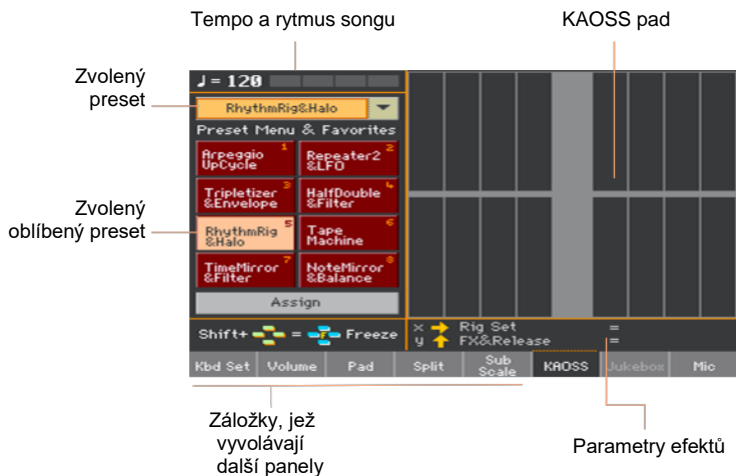 Tempo a rytmus songu
KAOSS pad
Zvolený
preset
♩ = 120
RhythmRig&Halo
Preset Menu & Favorites
Arpeggio
UpCycle
1
Repeater2
&LFO
2
Tripletizer
&Envelope
3
HalfDouble
&Filter
4
Zvolený
oblíbený preset
RhythmRig
&Halo
5
Tape
Machine
6
TimeMirror
&Filter
7
NoteMirror
&Balance
8
Assign
Shift+ = F Freeze
x Rig Set =
y FX&Release =
Kbd Set
Volume
Pad
Split
Sub
Scale
KAOSS
Jukebox
Mic
Záložky, jež
vyvolávají
další panely
Parametry efektů